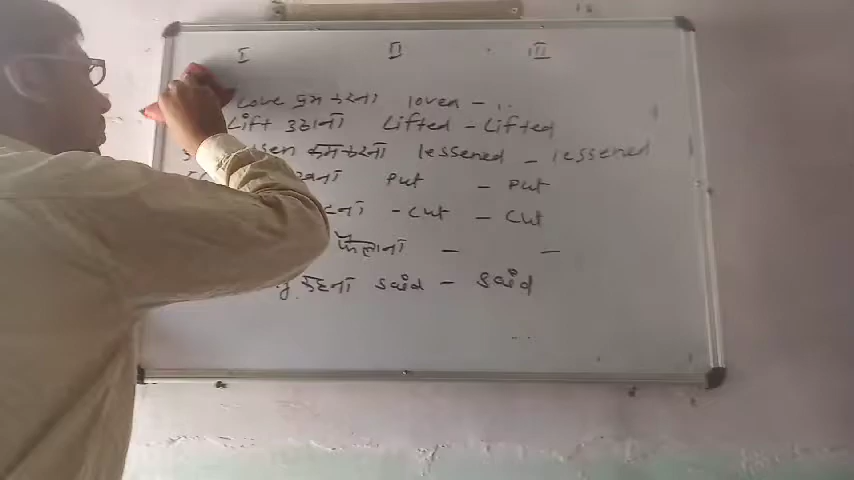 I II III
Love प्रेम करना loved - ..
Lift उठाना Lifted - Lifted
कम करना lessened - lessened
put - put
- cut - cut
फैलाना - -
कहना said - said